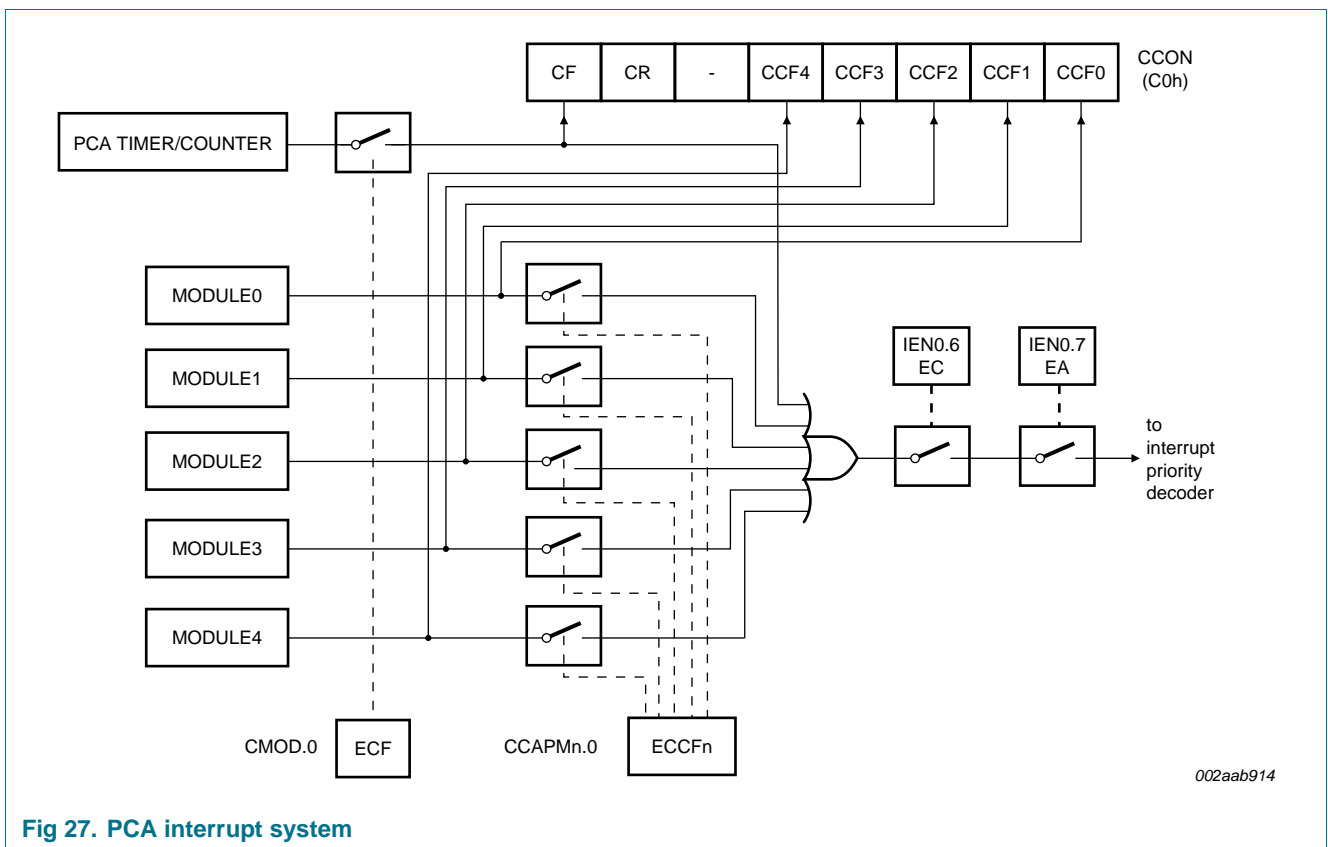 CF CR - CCF4 CCF3 CCF2 CCF1 CCF0
CCON
(C0h)
PCA TIMER/COUNTER
MODULE0
MODULE1
MODULE2
MODULE3
MODULE4
IEN0.6
EC
IEN0.7
EA
to
interrupt
priority
decoder
CMOD.0
ECF
CCAPMn.0
ECCFn
002aab914
Fig 27. PCA interrupt system